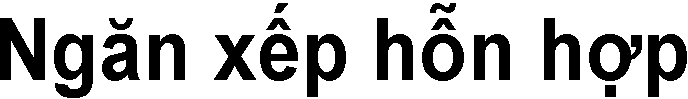 Ngăn xếp hỗn hợp